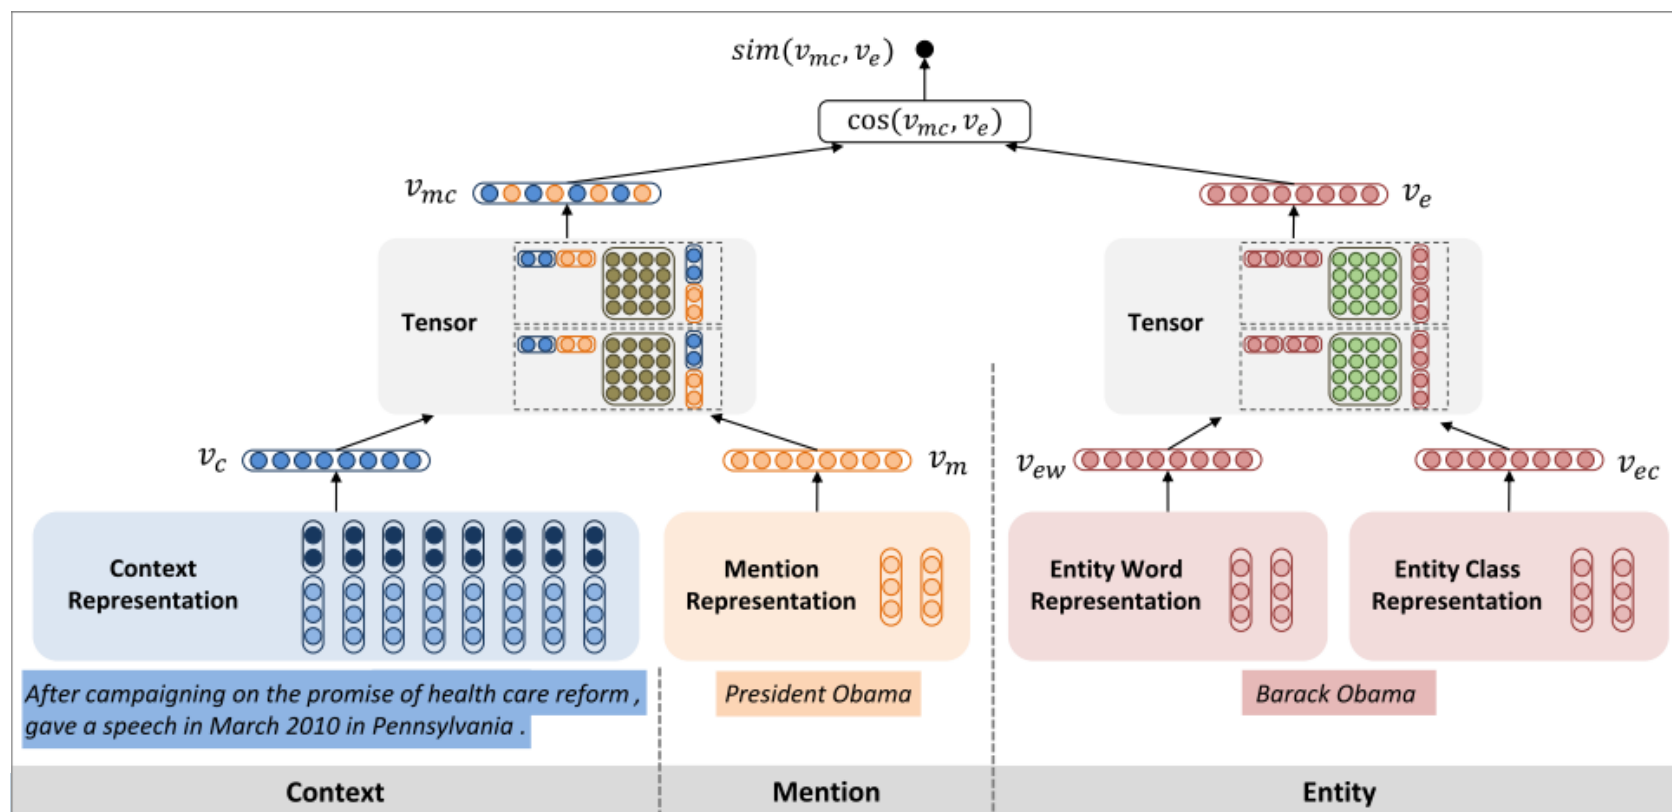 sim(v_mc, v_e)
cos(v_mc, v_e)
v_mc
v_e
Tensor
Tensor
v_c
v_m
v_ew
v_ec
Context
Representation
Mention
Representation
Entity Word
Representation
Entity Class
Representation
After campaigning on the promise of health care reform ,
gave a speech in March 2010 in Pennsylvania .
President Obama
Barack Obama
Context
Mention
Entity